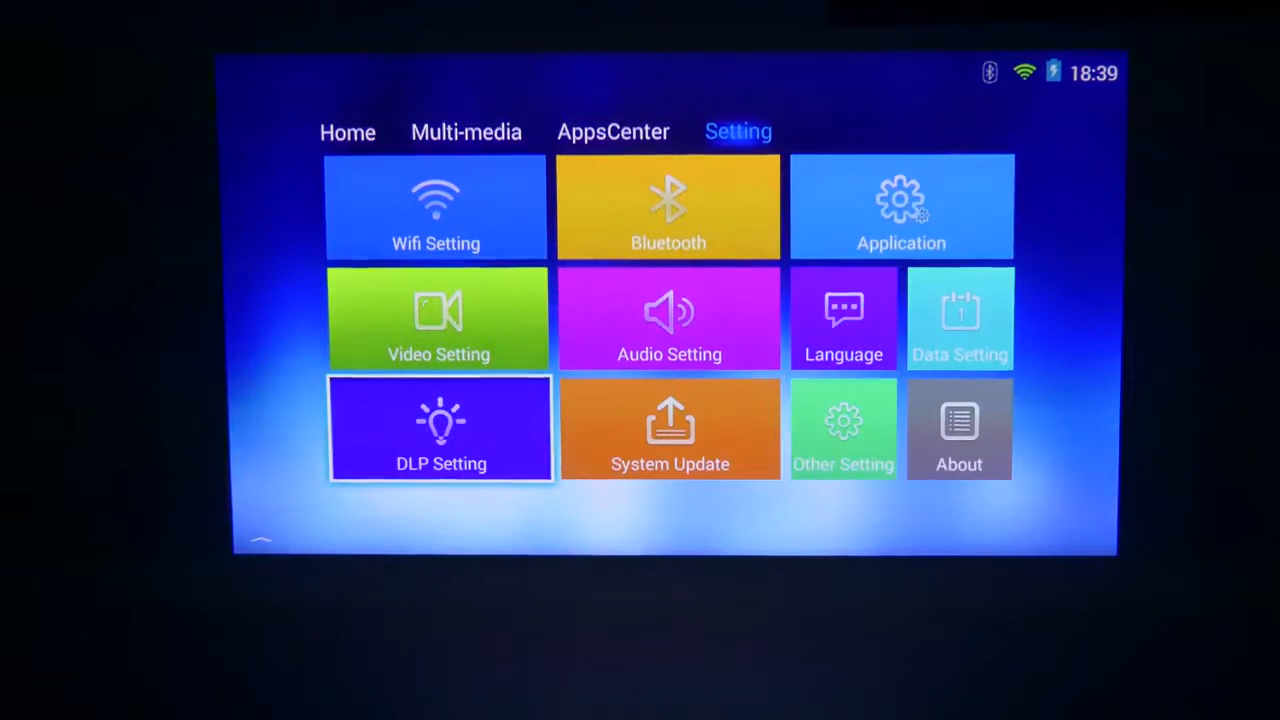 18:39
Home Multi-media AppsCenter Setting
Wifi Setting Bluetooth Application
1
Video Setting Audio Setting Language Data Setting
DLP Setting System Update Other Setting About